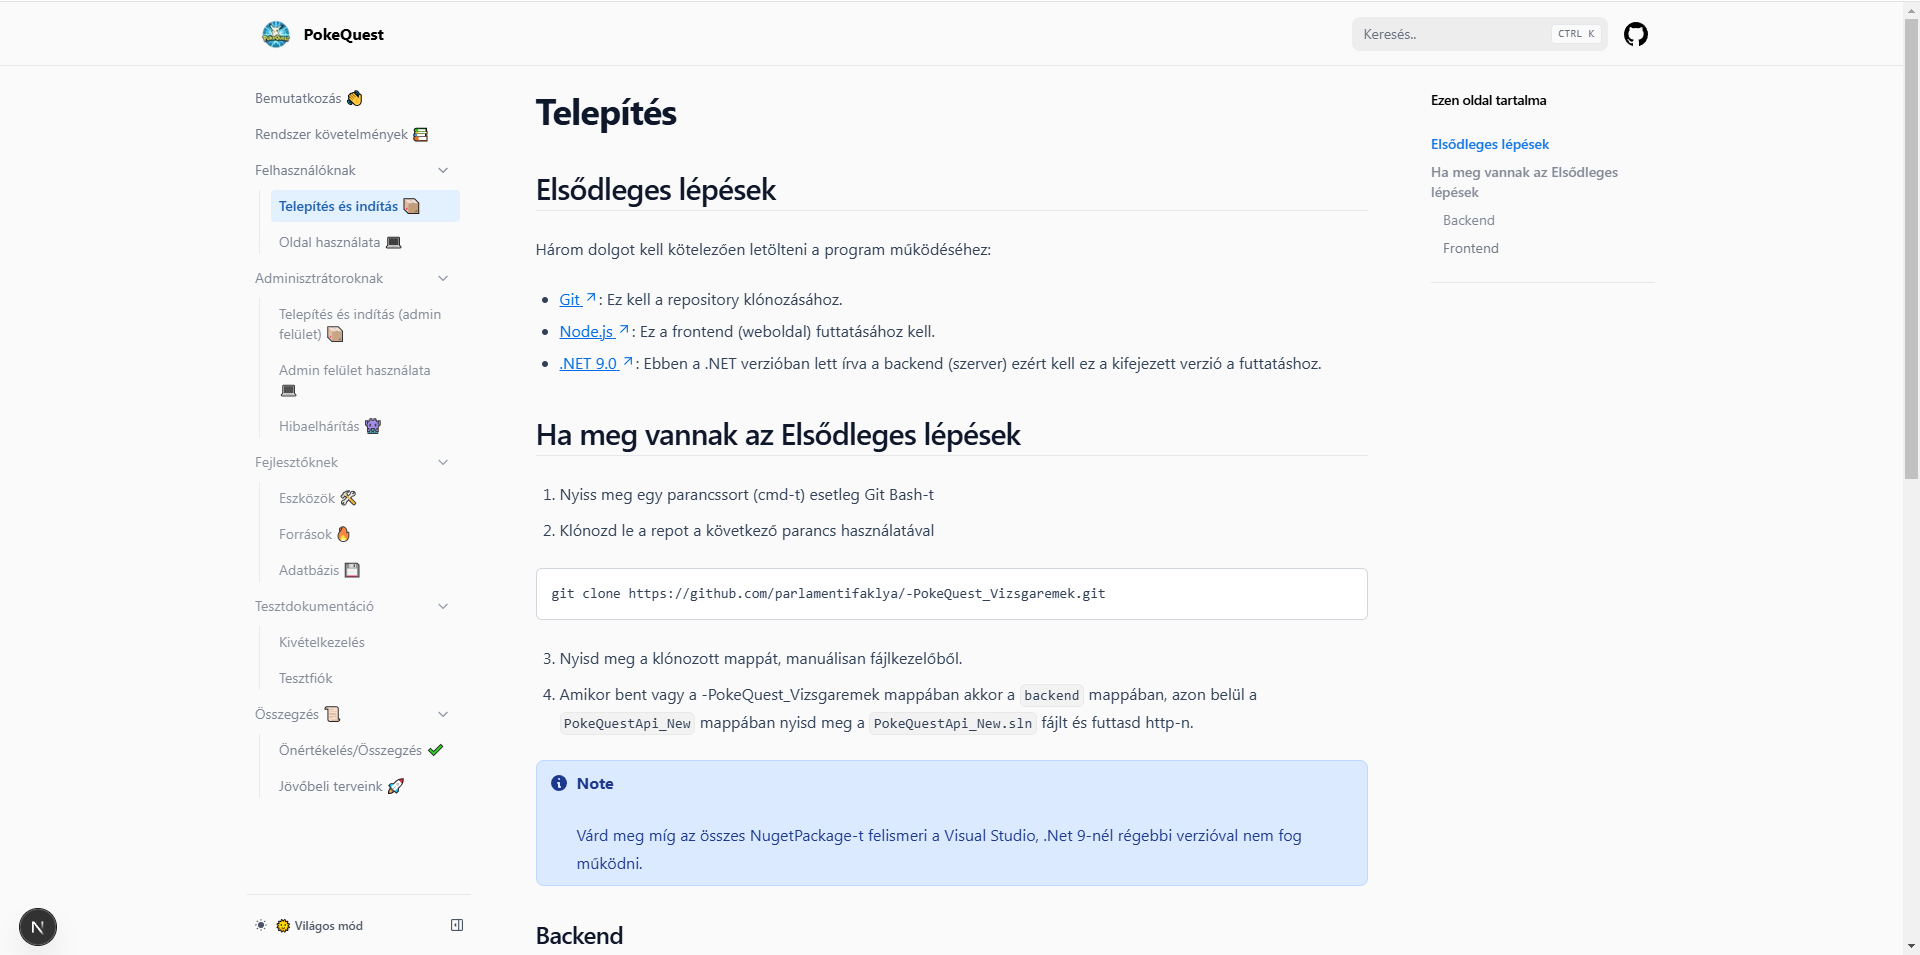 PokeQuest
Keresés..
CTRL K
Bemutatkozás
Rendszer követelmények
Felhasználóknak
Telepítés és indítás
Oldal használata
Adminisztrátoroknak
Telepítés és indítás (admin
felület)
Admin felület használata
Hibaelhárítás
Fejlesztőknek
Eszközök
Források
Adatbázis
Tesztdokumentáció
Kivételkezelés
Tesztfiók
Összegzés
Önértékelés/Összegzés
Jövőbeli terveink
Világos mód
Telepítés
Elsődleges lépések
Három dolgot kell kötelezően letölteni a program működéséhez:
Git : Ez kell a repository klónozásához.
Node.js : Ez a frontend (weboldal) futtatásához kell.
.NET 9.0 : Ebben a .NET verzióban lett írva a backend (szerver) ezért kell ez a kifejezett verzió a futtatáshoz.
Ha meg vannak az Elsődleges lépések
1. Nyiss meg egy parancssort (cmd-t) esetleg Git Bash-t
2. Klónozd le a repot a következő parancs használatával
git clone https://github.com/parlamentifaklya/-PokeQuest_Vizsgaremek.git
3. Nyisd meg a klónozott mappát, manuálisan fájlkezelőből.
4. Amikor bent vagy a -PokeQuest_Vizsgaremek mappában akkor a backend mappában, azon belül a
PokeQuestApi_New mappában nyisd meg a PokeQuestApi_New.sln fájlt és futtasd http-n.
Note
Várd meg míg az összes NugetPackage-t felismeri a Visual Studio, .Net 9-nél régebbi verzióval nem fog
működni.
Backend
Ezen oldal tartalma
Elsődleges lépések
Ha meg vannak az Elsődleges
lépések
Backend
Frontend
N